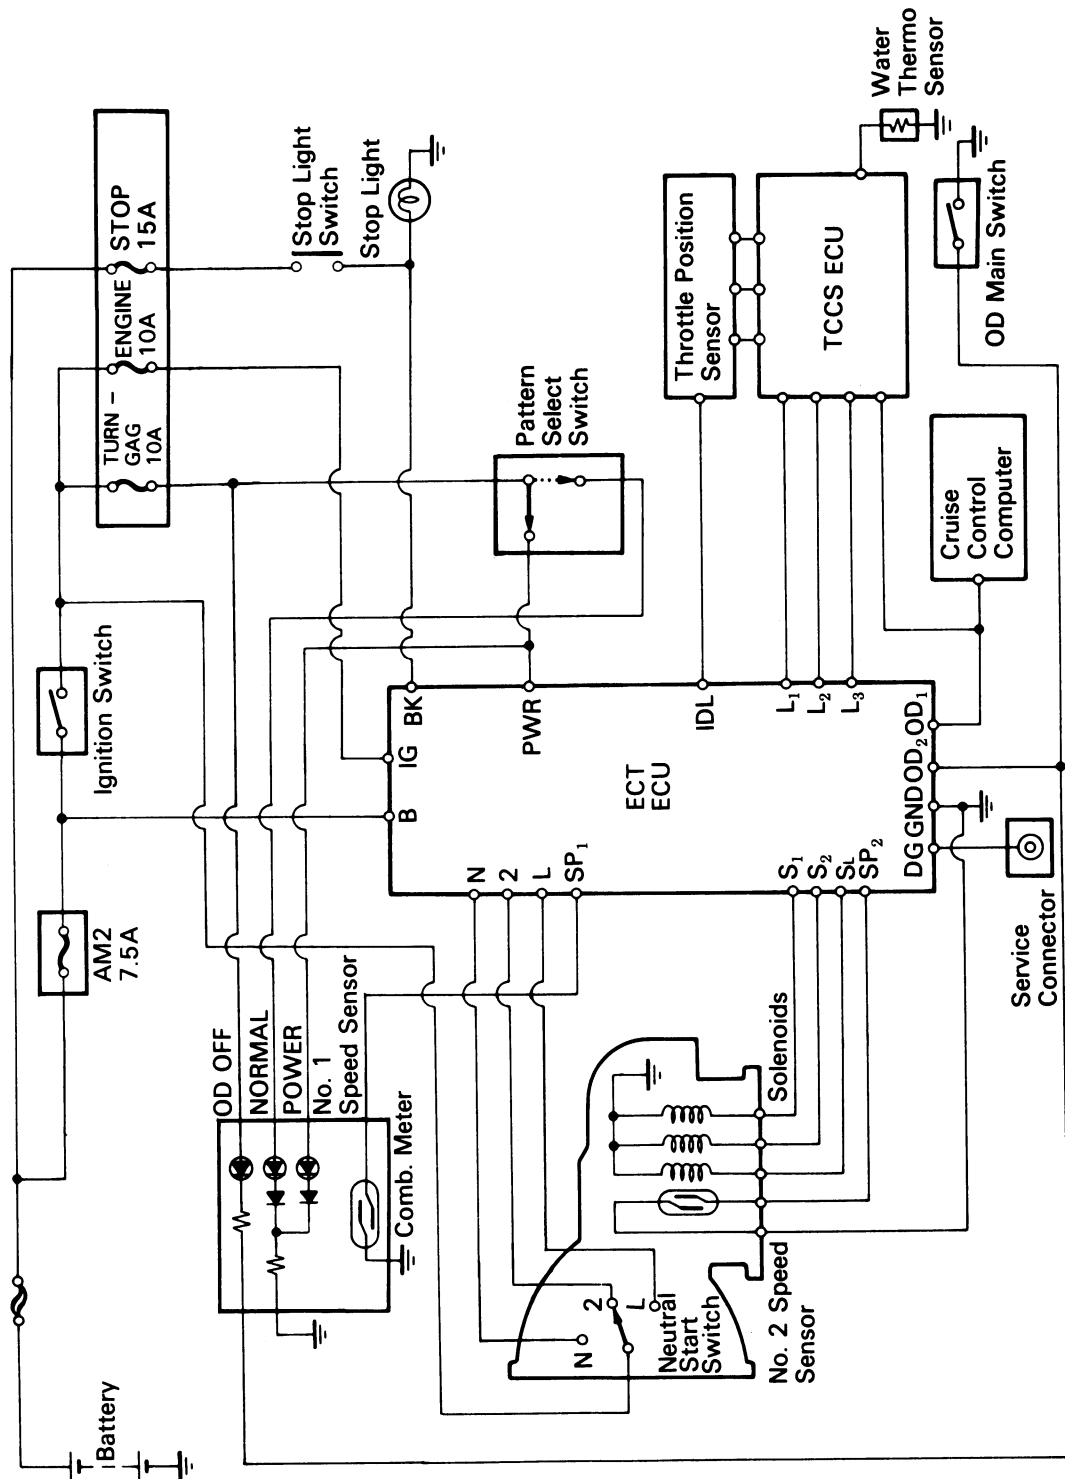 Battery
AM2
7.5A
Ignition Switch
TURN –
GAG
10A
ENGINE
10A
STOP
15A
Stop Light
Switch
Stop Light
OD OFF
NORMAL
POWER
No. 1
Speed Sensor
Comb. Meter
Pattern
Select
Switch
B
IG
BK
PWR
IDL
L₁
L₂
L₃
ECT
ECU
N
2
L
SP₁
S₁
S₂
SL
SP₂
DG
GND
OD₂
OD₁
Throttle Position
Sensor
TCCS ECU
Water
Thermo
Sensor
OD Main Switch
Cruise
Control
Computer
Service
Connector
Solenoids
N
2
L
Neutral
Start
Switch
No. 2 Speed
Sensor